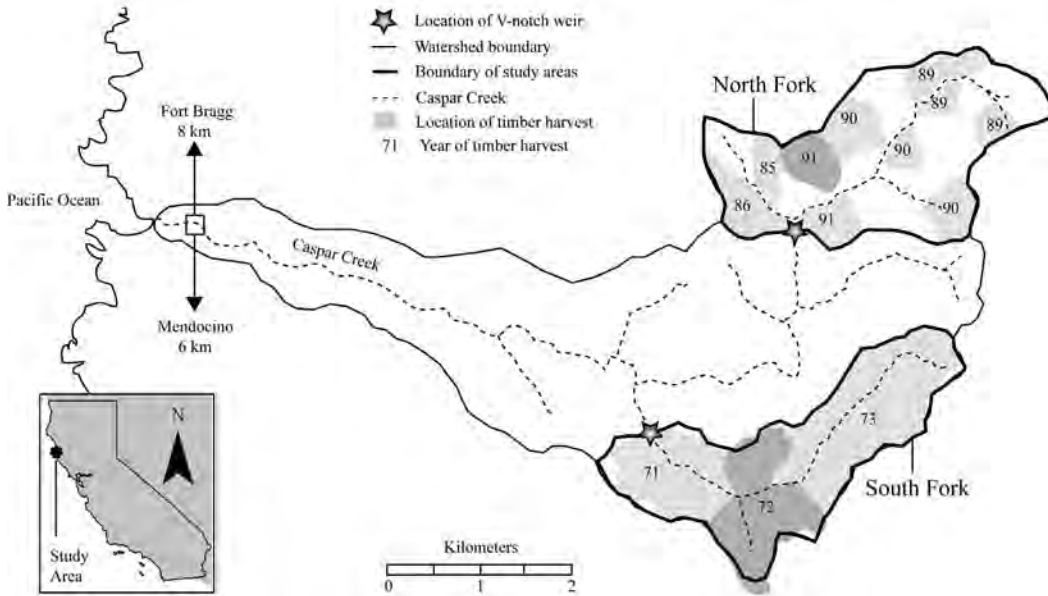 Location of V-notch weir
Watershed boundary
Boundary of study areas
Caspar Creek
Location of timber harvest
71 Year of timber harvest
Fort Bragg
8 km
Pacific Ocean
Caspar Creek
Mendocino
6 km
North Fork
89
89
89
90
90
90
85
91
86
91
71
72
73
South Fork
N
Study
Area
Kilometers
0 1 2